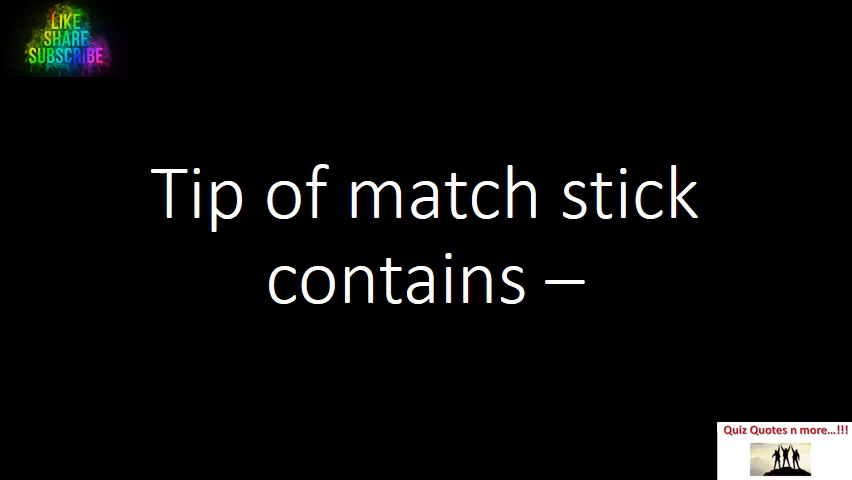 LIKE
SHARE
SUBSCRIBE
Tip of match stick
contains –
Quiz Quotes n more...!!!